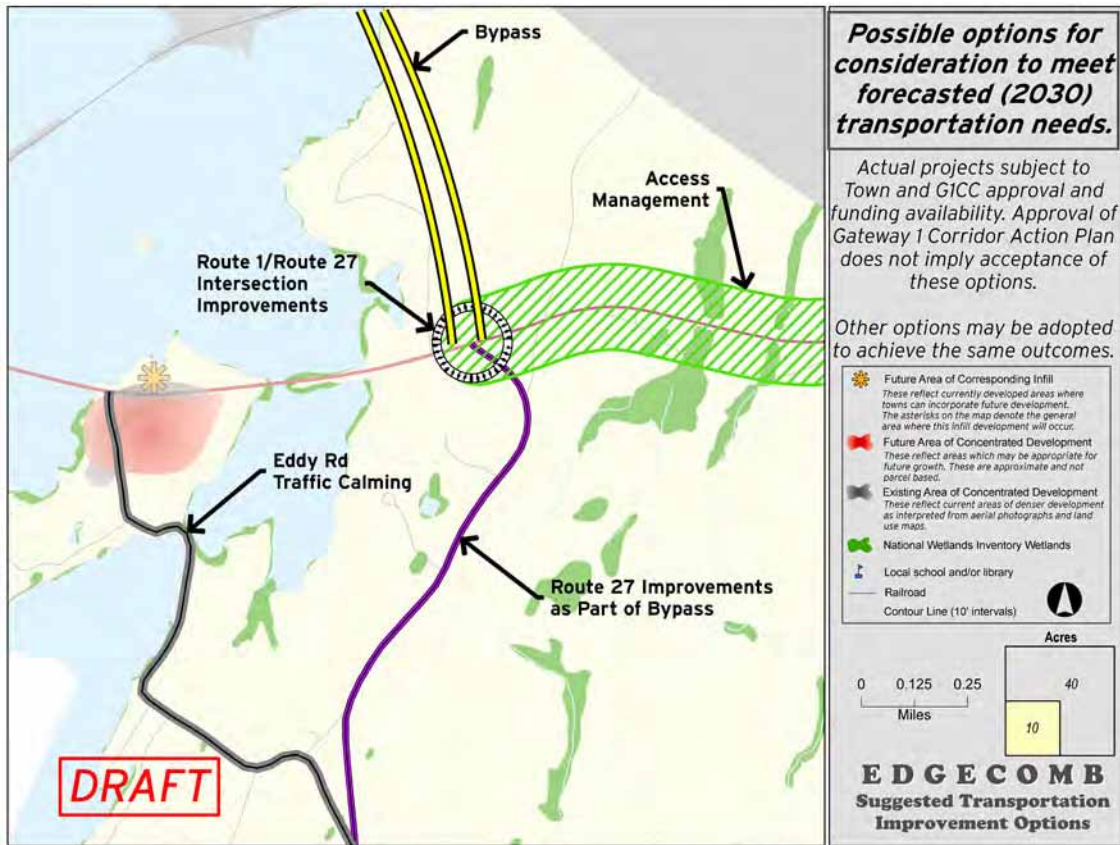 Bypass
Access
Management
Route 1/Route 27
Intersection
Improvements
Eddy Rd
Traffic Calming
Route 27 Improvements
as Part of Bypass
DRAFT
Possible options for
consideration to meet
forecasted (2030)
transportation needs.
Actual projects subject to
Town and G1CC approval and
funding availability. Approval of
Gateway 1 Corridor Action Plan
does not imply acceptance of
these options.
Other options may be adopted
to achieve the same outcomes.
Future Area of Corresponding Infill
These reflect currently developed areas where
towns can incorporate future development.
The asterisks on the map denote the general
area where this infill development will occur.
Future Area of Concentrated Development
These reflect areas which may be appropriate for
future growth. These are approximate and not
parcel based.
Existing Area of Concentrated Development
These reflect current areas of denser development
as interpreted from aerial photographs and land
use maps.
National Wetlands Inventory Wetlands
Local school and/or library
Railroad
Contour Line (10' intervals)
Acres
40
10
0 0.125 0.25
Miles
EDGECOMB
Suggested Transportation
Improvement Options